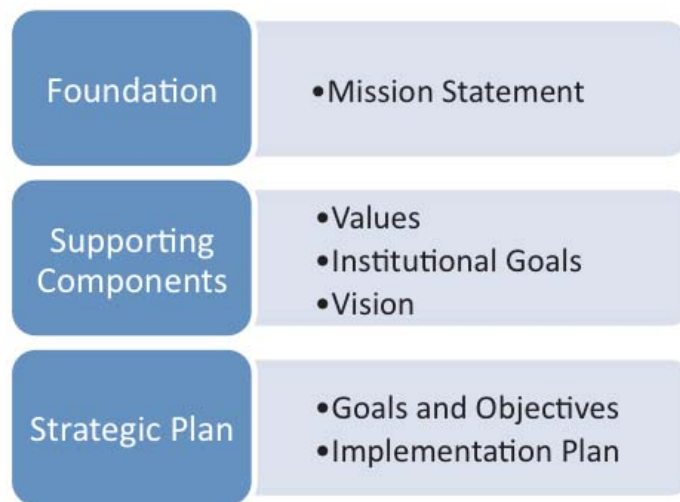 Foundation
•Mission Statement
Supporting
Components
•Values
•Institutional Goals
•Vision
Strategic Plan
•Goals and Objectives
•Implementation Plan